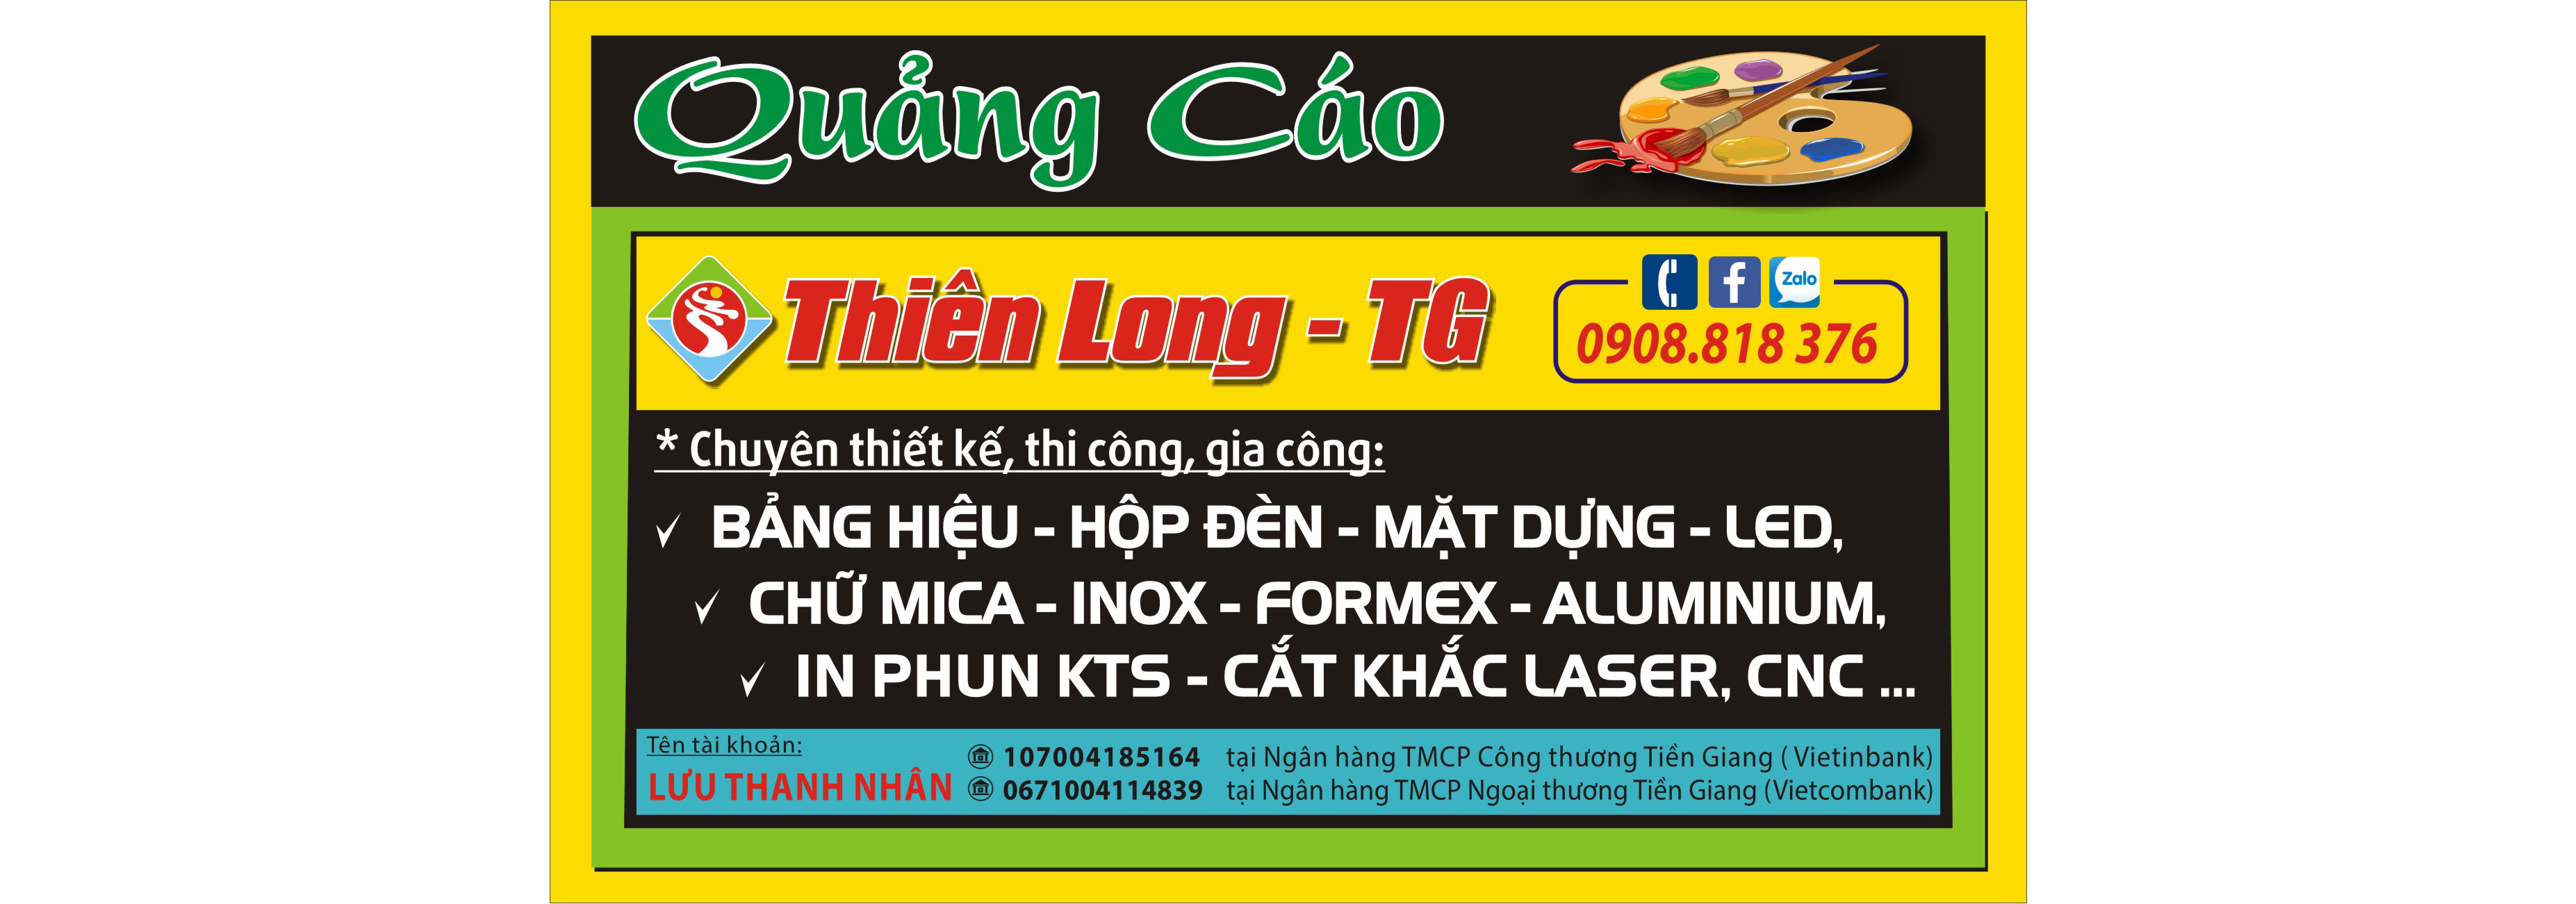 Quảng Cáo
Thiên Long - TG
Zalo
0908.818 376
* Chuyên thiết kế, thi công, gia công:
✓ BẢNG HIỆU - HỘP ĐÈN - MẶT DỰNG - LED,
✓ CHỮ MICA - INOX - FORMEX - ALUMINIUM,
✓ IN PHUN KTS - CẮT KHẮC LASER, CNC ...
Tên tài khoản:
LƯU THANH NHÂN
107004185164 tại Ngân hàng TMCP Công thương Tiền Giang ( Vietinbank)
0671004114839 tại Ngân hàng TMCP Ngoại thương Tiền Giang (Vietcombank)